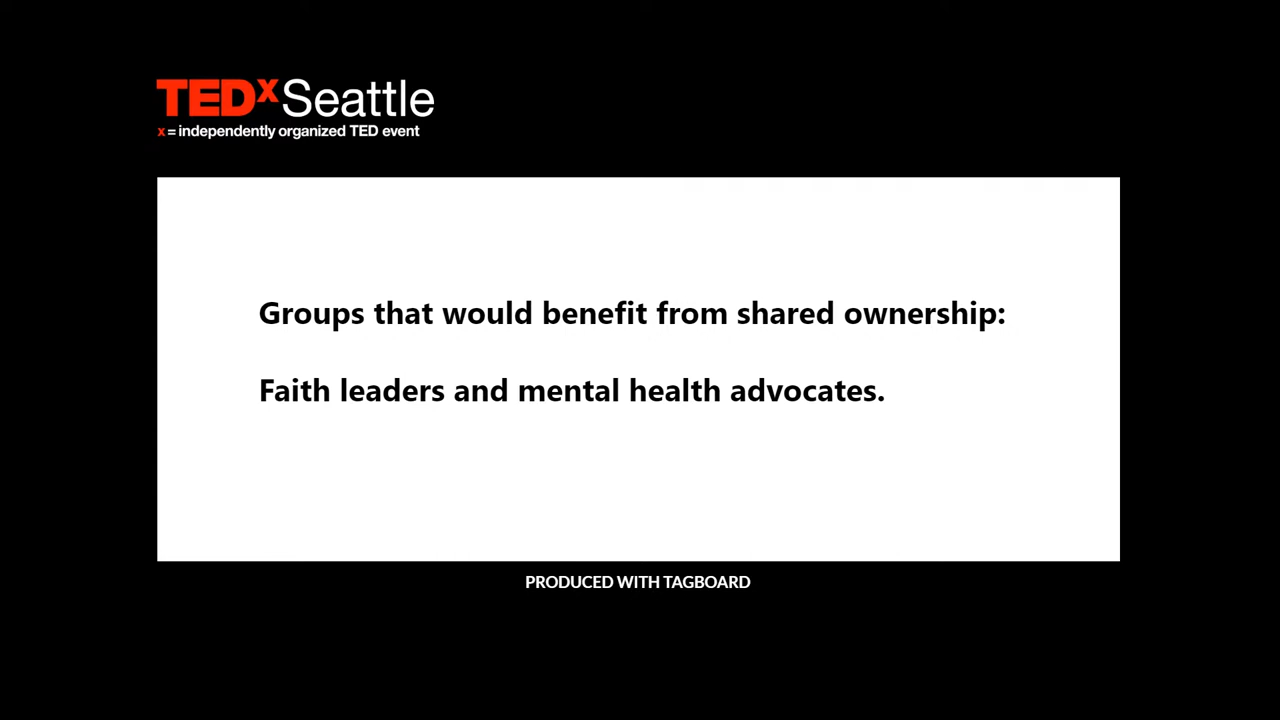 TEDxSeattle
x = independently organized TED event
Groups that would benefit from shared ownership:
Faith leaders and mental health advocates.
PRODUCED WITH TAGBOARD